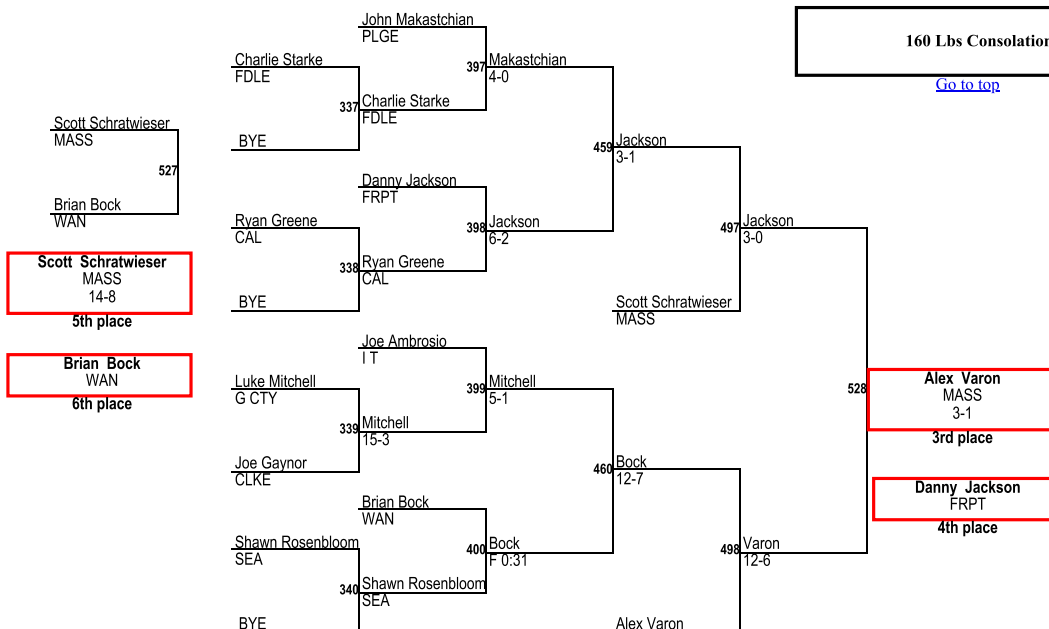 160 Lbs Consolation
Go to top
Scott Schratwieser
MASS
527
Brian Bock
WAN
Scott Schratwieser
MASS
14-8
5th place
Brian Bock
WAN
6th place
Charlie Starke
FDLE
337
BYE
Ryan Greene
CAL
338
BYE
Luke Mitchell
G CTY
339
Joe Gaynor
CLKE
Shawn Rosenbloom
SEA
340
BYE
John Makastchian
PLGE
397
Charlie Starke
FDLE
Danny Jackson
FRPT
398
Ryan Greene
CAL
Joe Ambrosio
I T
399
Mitchell
15-3
Brian Bock
WAN
400
Shawn Rosenbloom
SEA
Makastchian
4-0
459
Jackson
6-2
Mitchell
5-1
460
Bock
F 0:31
Jackson
3-1
497
Scott Schratwieser
MASS
Bock
12-7
498
Alex Varon
Jackson
3-0
528
Varon
12-6
Alex Varon
MASS
3-1
3rd place
Danny Jackson
FRPT
4th place